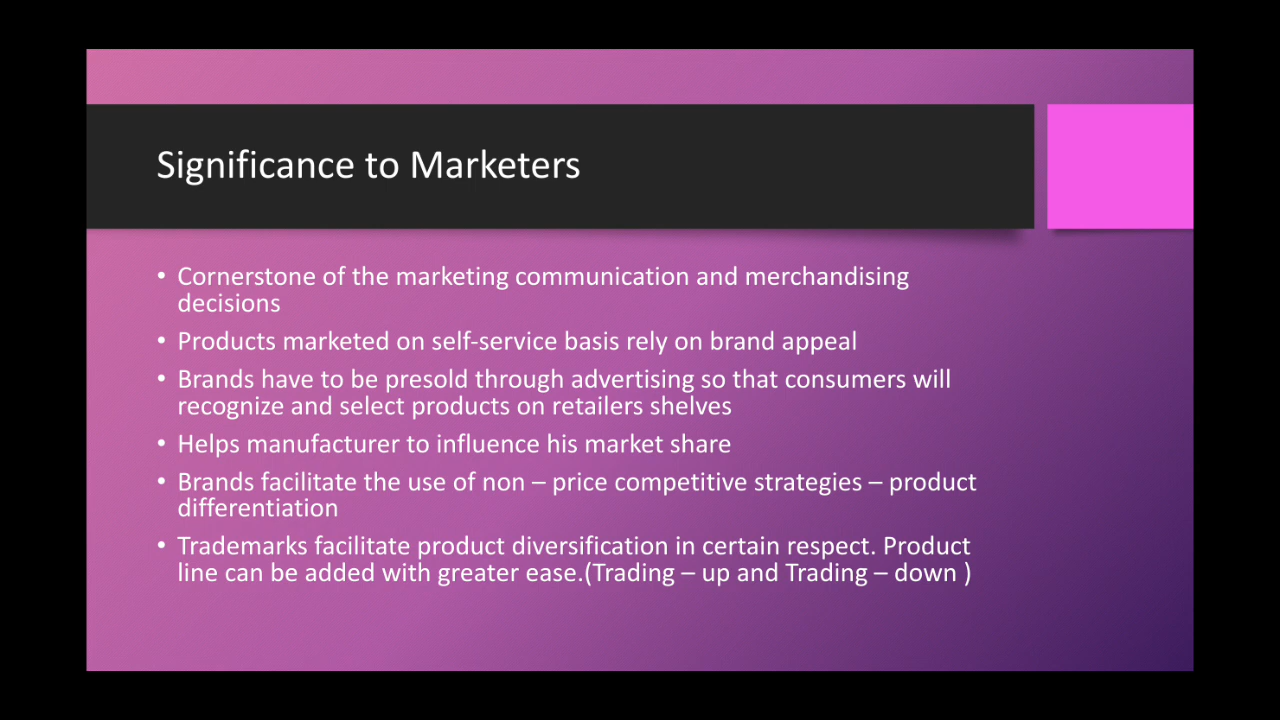 Significance to Marketers
• Cornerstone of the marketing communication and merchandising
decisions
• Products marketed on self-service basis rely on brand appeal
• Brands have to be presold through advertising so that consumers will
recognize and select products on retailers shelves
• Helps manufacturer to influence his market share
• Brands facilitate the use of non – price competitive strategies – product
differentiation
• Trademarks facilitate product diversification in certain respect. Product
line can be added with greater ease.(Trading – up and Trading – down )